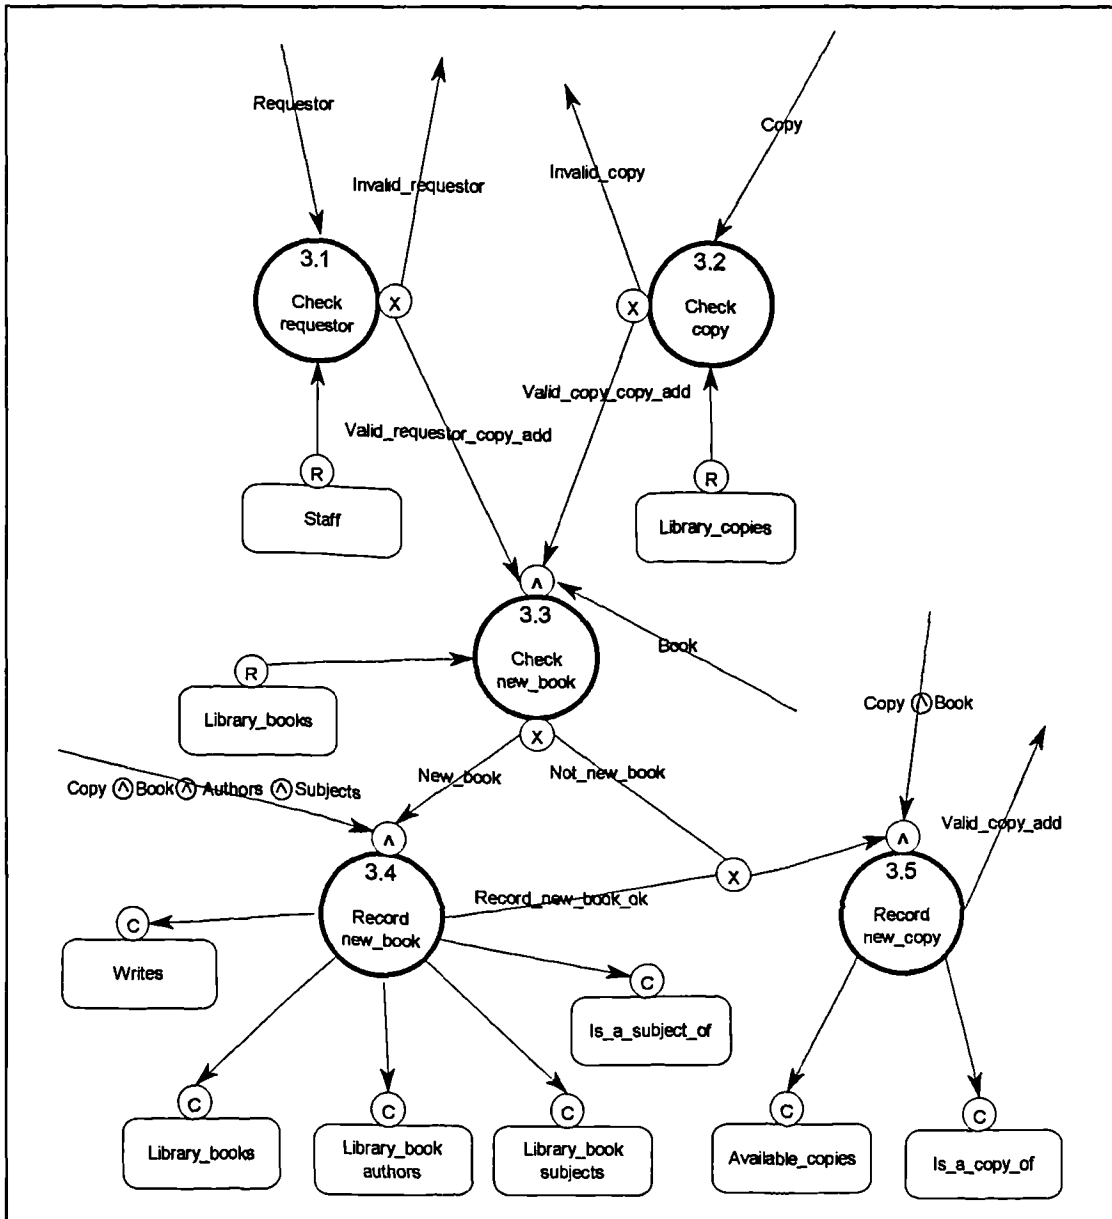 Requestor
Copy
Invalid_requestor
Invalid_copy
3.1
Check
requestor
X
X
3.2
Check
copy
Valid_copy_copy_add
Valid_requestor_copy_add
R
Staff
R
Library_copies
^
3.3
Check
new_book
Book
R
Library_books
X
Copy ^ Book
New_book
Not_new_book
Copy ^ Book ^ Authors ^ Subjects
Valid_copy_add
^
3.4
Record
new_book
Record_new_book_ok
X
^
3.5
Record
new_copy
C
Writes
C
Is_a_subject_of
C
Library_books
C
Library_book
authors
C
Library_book
subjects
C
Available_copies
C
Is_a_copy_of